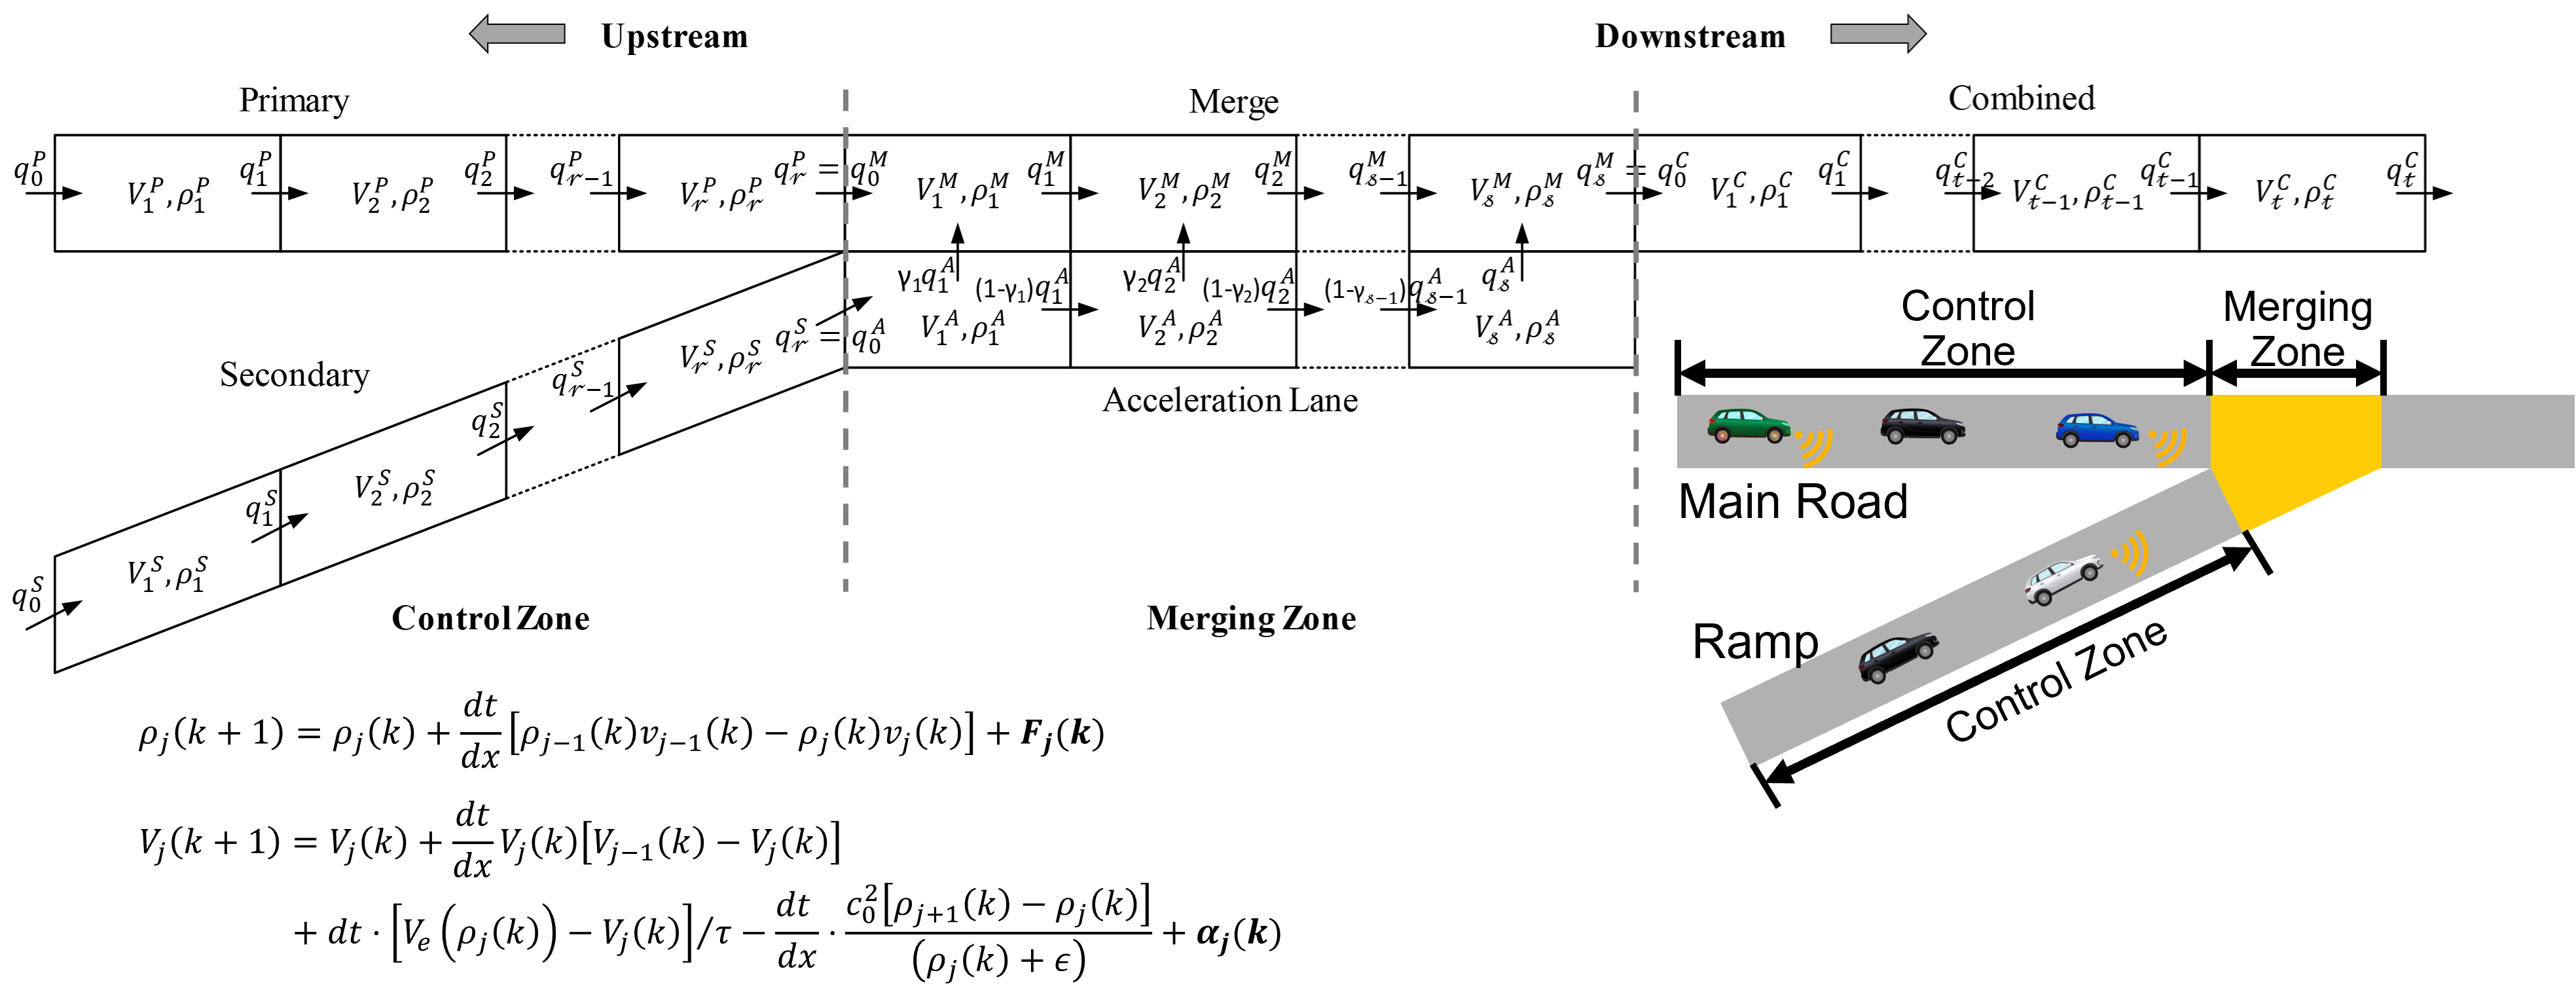 Upstream
Downstream
Primary
Merge
Combined
$q_0^P$
$V_1^P, \rho_1^P$
$q_1^P$
$V_2^P, \rho_2^P$
$q_2^P$
$q_{r-1}^P$
$V_r^P, \rho_r^P$
$q_r^P = q_0^M$
$V_1^M, \rho_1^M$
$q_1^M$
$V_2^M, \rho_2^M$
$q_2^M$
$q_{s-1}^M$
$V_s^M, \rho_s^M$
$q_s^M = q_0^C$
$V_1^C, \rho_1^C$
$q_1^C$
$q_{t-2}^C$
$V_{t-1}^C, \rho_{t-1}^C$
$q_{t-1}^C$
$V_t^C, \rho_t^C$
$q_t^C$
$\gamma_1 q_1^A$
$(1-\gamma_1)q_1^A$
$\gamma_2 q_2^A$
$(1-\gamma_2)q_2^A$
$(1-\gamma_{s-1})q_{s-1}^A$
$q_s^A$
$q_r^S = q_0^A$
$V_1^A, \rho_1^A$
$V_2^A, \rho_2^A$
$V_s^A, \rho_s^A$
Secondary
$q_0^S$
$V_1^S, \rho_1^S$
$q_1^S$
$V_2^S, \rho_2^S$
$q_2^S$
$q_{r-1}^S$
$V_r^S, \rho_r^S$
Acceleration Lane
Control Zone
Merging Zone
Control
Zone
Merging
Zone
Main Road
Ramp
Control Zone
$\rho_j(k+1) = \rho_j(k) + \frac{dt}{dx}[\rho_{j-1}(k)v_{j-1}(k) - \rho_j(k)v_j(k)] + \boldsymbol{F_j(k)}$
$V_j(k+1) = V_j(k) + \frac{dt}{dx}V_j(k)[V_{j-1}(k) - V_j(k)]$
$+ dt \cdot [V_e(\rho_j(k)) - V_j(k)]/\tau - \frac{dt}{dx} \cdot \frac{c_0^2[\rho_{j+1}(k) - \rho_j(k)]}{(\rho_j(k) + \epsilon)} + \boldsymbol{\alpha_j(k)}$